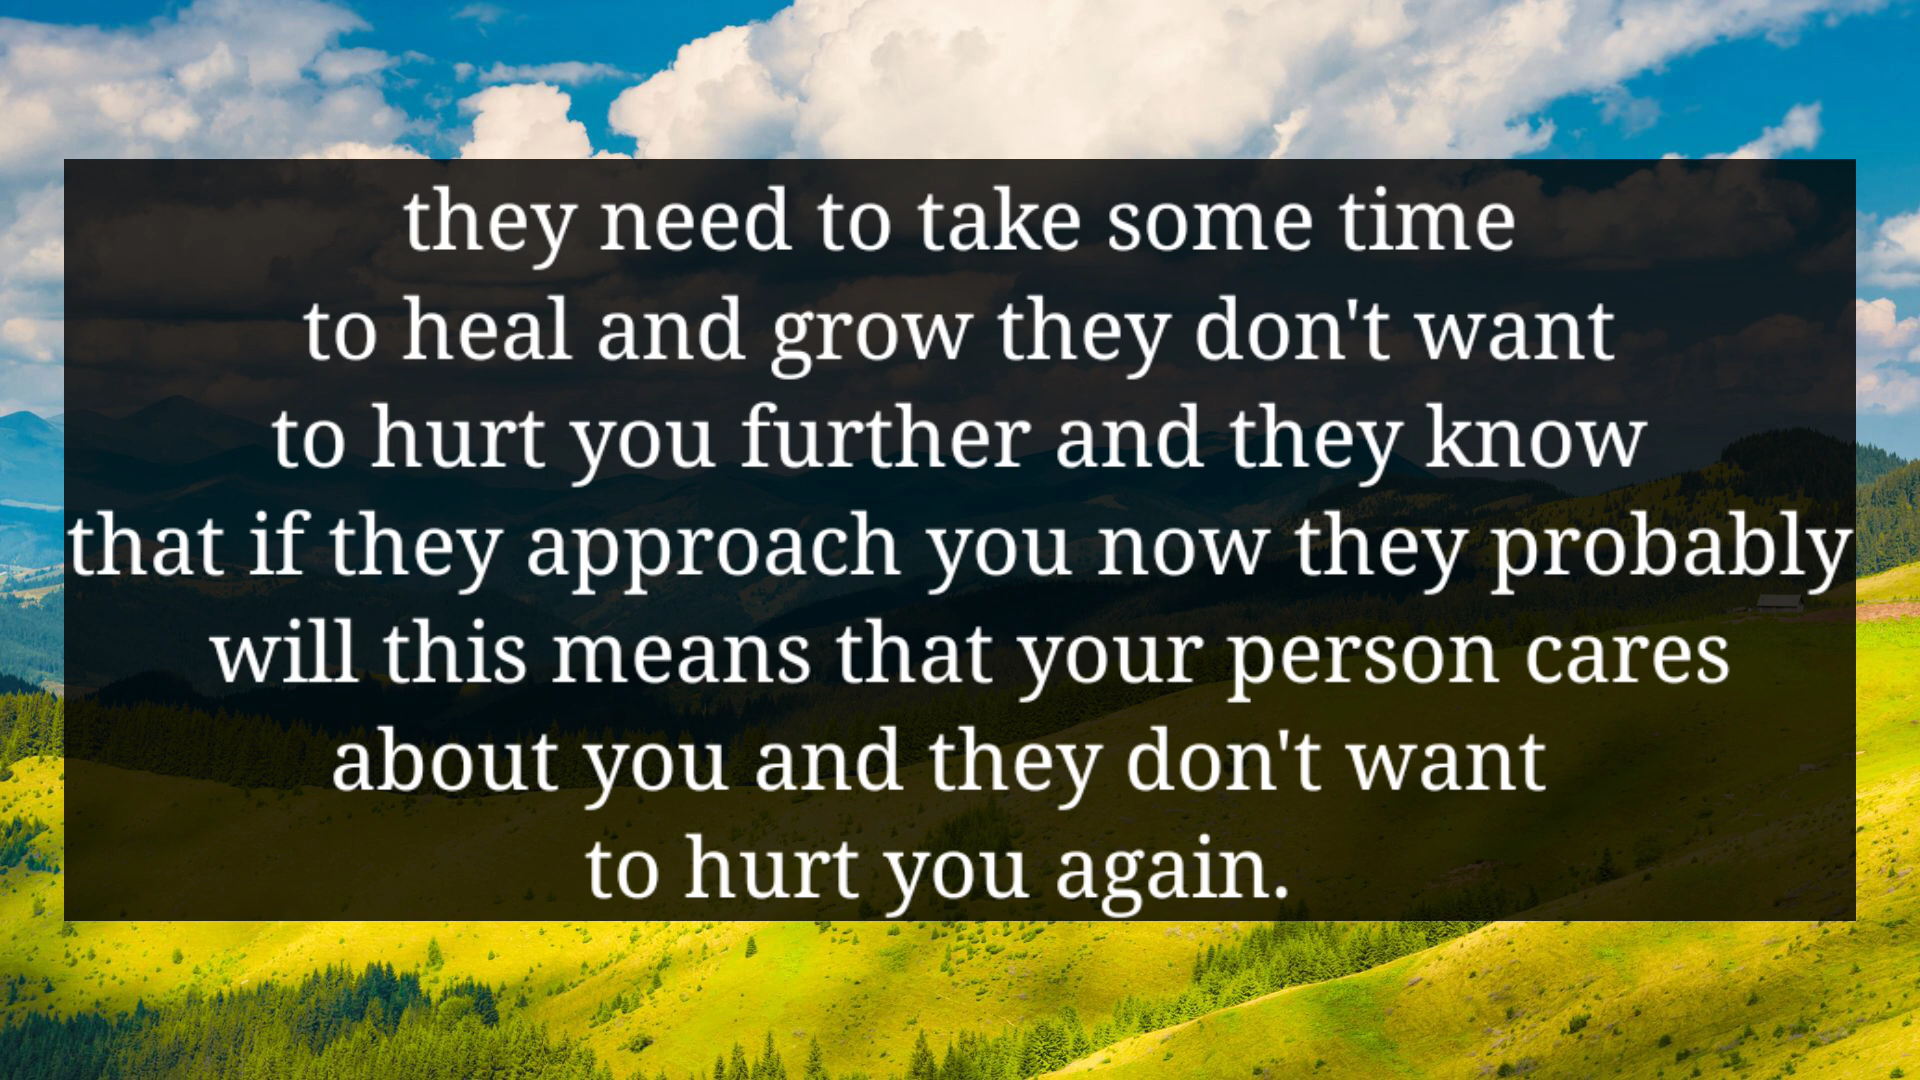 they need to take some time
to heal and grow they don't want
to hurt you further and they know
that if they approach you now they probably
will this means that your person cares
about you and they don't want
to hurt you again.